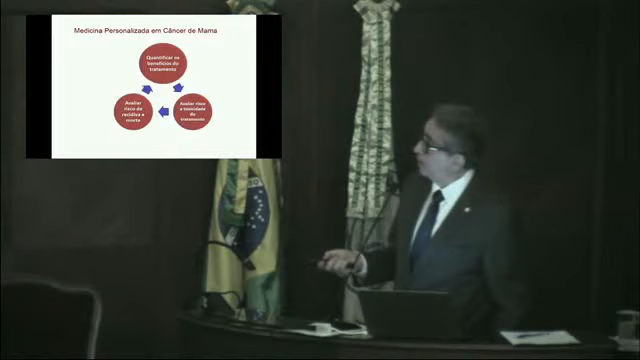 Medicina Personalizada em Câncer de Mama
Quantificar os
benefícios do
tratamento
Avaliar
risco de
recidiva e
morte
Avaliar risco
e toxicidade
do
tratamento